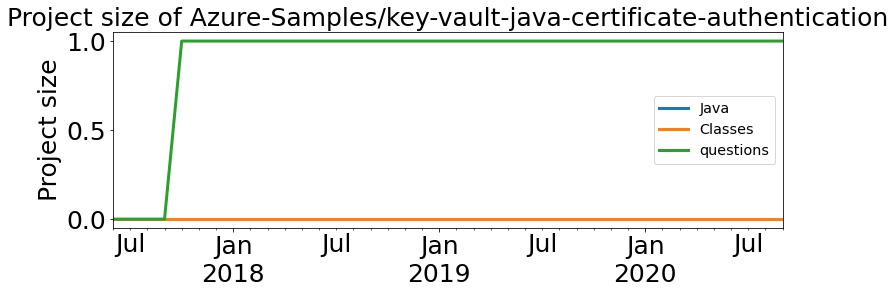 Project size of Azure-Samples/key-vault-java-certificate-authentication
Project size
1.0
0.5
0.0
Java
Classes
questions
Jul Jan Jul Jan Jul Jan Jul
2018 2019 2020